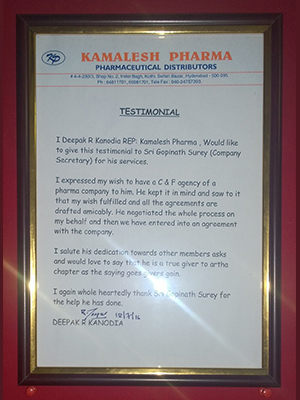 KAMALESH PHARMA
PHARMACEUTICAL DISTRIBUTORS
Sultan Bazar, Hyderabad
TESTIMONIAL
I Deepak R Kanodia REP: Kamalesh Pharma , Would like
to give this testimonial to Sri Gopinath Surey (Company
Secretary) for his services.
I expressed my wish to have a C & F agency of a
pharma company to him. He kept it in mind and saw to it
that my wish fulfilled and all the agreements are
drafted amicably. He negotiated the whole process on
my behalf and then we have entered into an agreement
with the company.
I salute his dedication towards other members asks
and would love to say that he is a true giver to artha
chapter as the saying goes givers gain.
I again whole heartedly thank Sri Gopinath Surey for
the help he has done.
DEEPAK R KANODIA